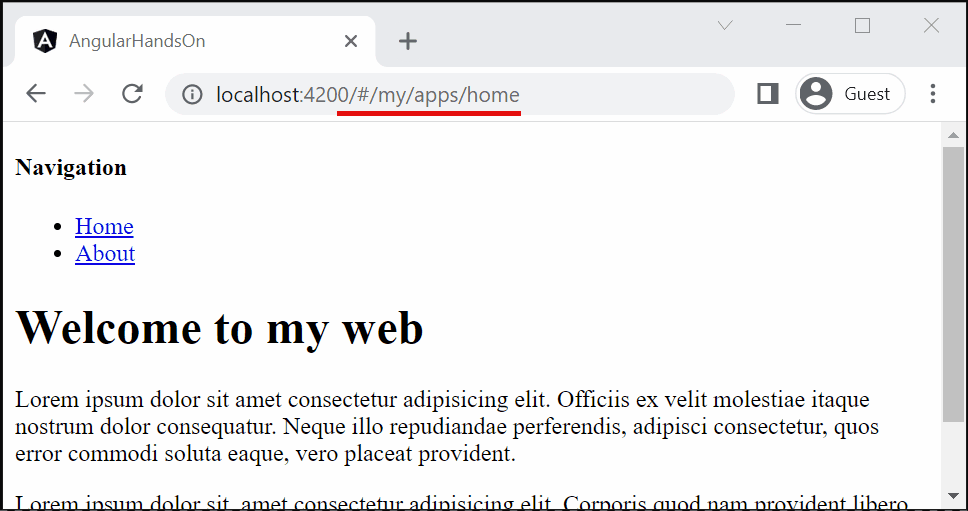 AngularHandsOn
localhost:4200/#/my/apps/home
Guest
Navigation
Home
About
Welcome to my web
Lorem ipsum dolor sit amet consectetur adipisicing elit. Officiis ex velit molestiae itaque
nostrum dolor consequatur. Neque illo repudiandae perferendis, adipisci consectetur, quos
error commodi soluta eaque, vero placeat provident.
Lorem ipsum dolor sit, amet consectetur adipisicing elit. Corporis quod nam provident libero